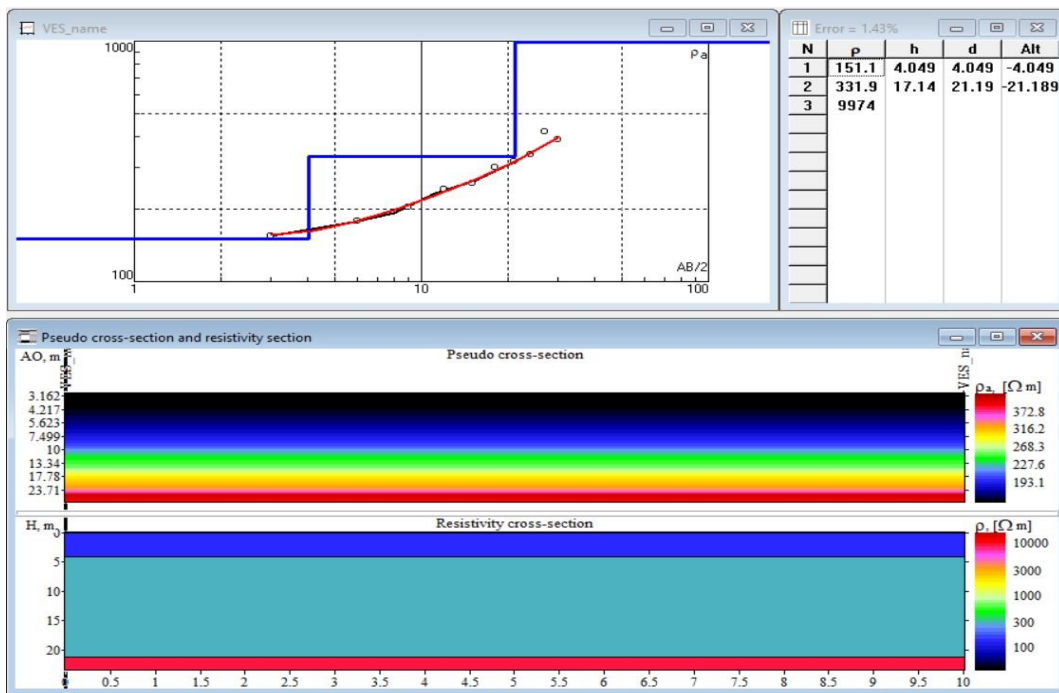 VES_name
1000
ρa
100
AB/2
1
10
100
Error = 1.43%
N ρ h d Alt
1 151.1 4.049 4.049 -4.049
2 331.9 17.14 21.19 -21.189
3 9974
Pseudo cross-section and resistivity section
AO, m
Pseudo cross-section
ρa, [Ωm]
3.162
4.217
5.623
7.499
10
13.34
17.78
23.71
372.8
316.2
268.3
227.6
193.1
H, m
Resistivity cross-section
ρ, [Ωm]
0
5
10
15
20
10000
3000
1000
300
100
0 0.5 1 1.5 2 2.5 3 3.5 4 4.5 5 5.5 6 6.5 7 7.5 8 8.5 9 9.5 10